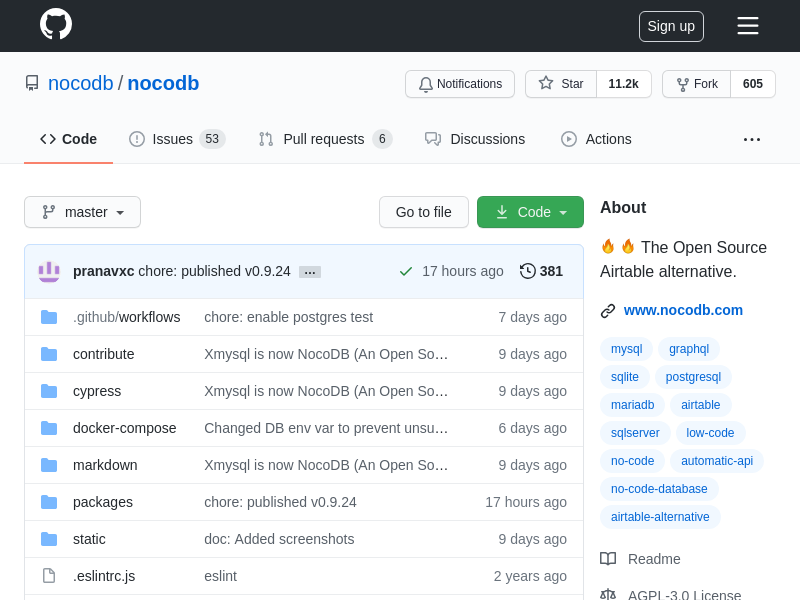 Sign up
nocodb / nocodb
Notifications
Star 11.2k
Fork 605
Code
Issues 53
Pull requests 6
Discussions
Actions
master
Go to file
Code
pranavxc chore: published v0.9.24 ...
17 hours ago
381
.github/workflows chore: enable postgres test 7 days ago
contribute Xmysql is now NocoDB (An Open So… 9 days ago
cypress Xmysql is now NocoDB (An Open So… 9 days ago
docker-compose Changed DB env var to prevent unsu… 6 days ago
markdown Xmysql is now NocoDB (An Open So… 9 days ago
packages chore: published v0.9.24 17 hours ago
static doc: Added screenshots 9 days ago
.eslintrc.js eslint 2 years ago
About
🔥 🔥 The Open Source
Airtable alternative.
www.nocodb.com
mysql graphql
sqlite postgresql
mariadb airtable
sqlserver low-code
no-code automatic-api
no-code-database
airtable-alternative
Readme
AGPL-3.0 License